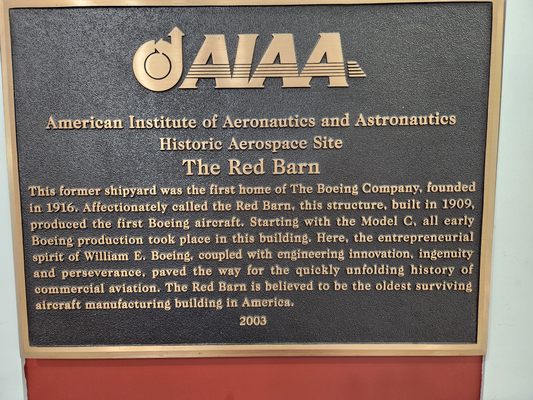 AIAA
American Institute of Aeronautics and Astronautics
Historic Aerospace Site
The Red Barn
This former shipyard was the first home of The Boeing Company, founded
in 1916. Affectionately called the Red Barn, this structure, built in 1909,
produced the first Boeing aircraft. Starting with the Model C, all early
Boeing production took place in this building. Here, the entrepreneurial
spirit of William E. Boeing, coupled with engineering innovation, ingenuity
and perseverance, paved the way for the quickly unfolding history of
commercial aviation. The Red Barn is believed to be the oldest surviving
aircraft manufacturing building in America.
2003